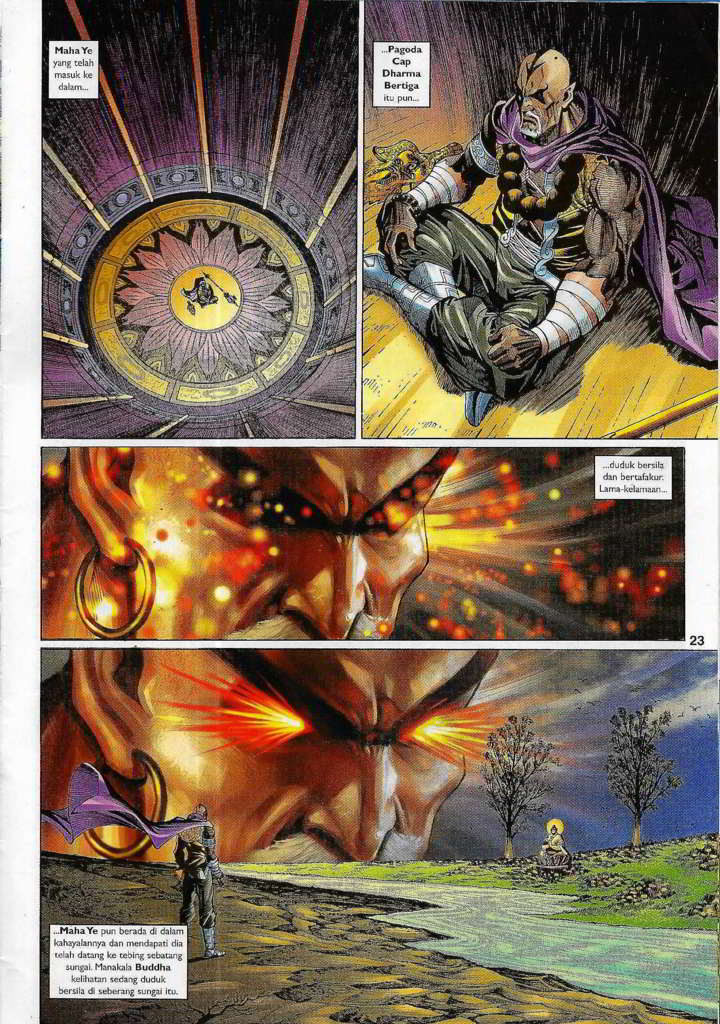 Maha Ye
yang telah
masuk ke
dalam...
...Pagoda
Cap
Dharma
Bertiga
itu pun...
...duduk bersila
dan bertafakur.
Lama-kelamaan...
23
...Maha Ye pun berada di dalam
kahayalannya dan mendapati dia
telah datang ke tebing sebatang
sungai. Manakala Buddha
kelihatan sedang duduk
bersila di seberang sungai itu.